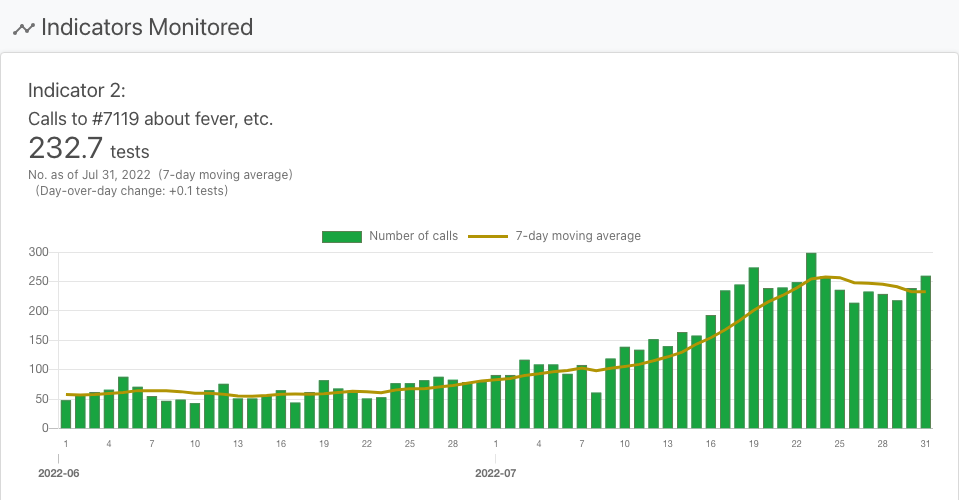 Indicators Monitored
Indicator 2:
Calls to #7119 about fever, etc.
232.7 tests
No. as of Jul 31, 2022 (7-day moving average)
(Day-over-day change: +0.1 tests)
Number of calls 7-day moving average
300
250
200
150
100
50
0
1 4 7 10 13 16 19 22 25 28 1 4 7 10 13 16 19 22 25 28 31
2022-06 2022-07